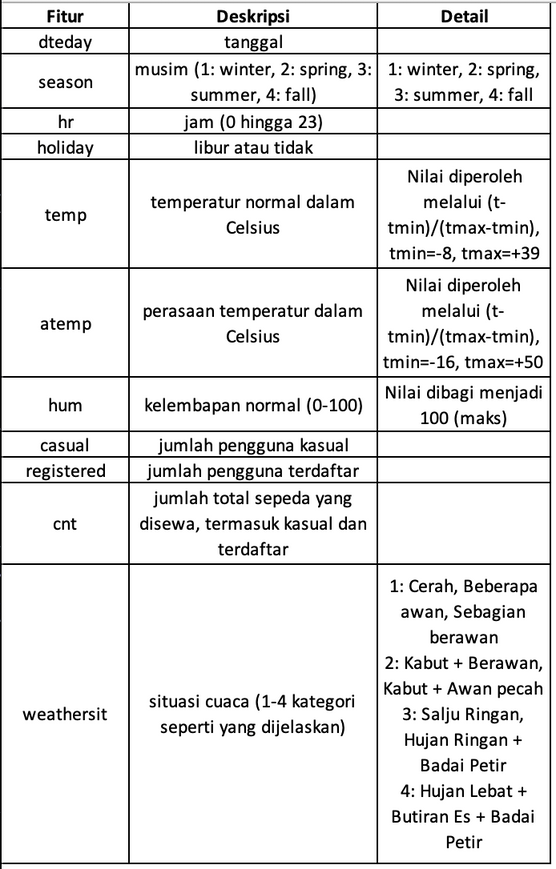 Fitur Deskripsi Detail
dteday tanggal
season
musim (1: winter, 2: spring, 3:
summer, 4: fall)
1: winter, 2: spring,
3: summer, 4: fall
hr jam (0 hingga 23)
holiday libur atau tidak
temp
temperatur normal dalam
Celsius
Nilai diperoleh
melalui (t-
tmin)/(tmax-tmin),
tmin=-8, tmax=+39
atemp
perasaan temperatur dalam
Celsius
Nilai diperoleh
melalui (t-
tmin)/(tmax-tmin),
tmin=-16, tmax=+50
hum
kelembapan normal (0-100)
Nilai dibagi menjadi
100 (maks)
casual jumlah pengguna kasual
registered jumlah pengguna terdaftar
cnt
jumlah total sepeda yang
disewa, termasuk kasual dan
terdaftar
weathersit
situasi cuaca (1-4 kategori
seperti yang dijelaskan)
1: Cerah, Beberapa
awan, Sebagian
berawan
2: Kabut + Berawan,
Kabut + Awan pecah
3: Salju Ringan,
Hujan Ringan +
Badai Petir
4: Hujan Lebat +
Butiran Es + Badai
Petir